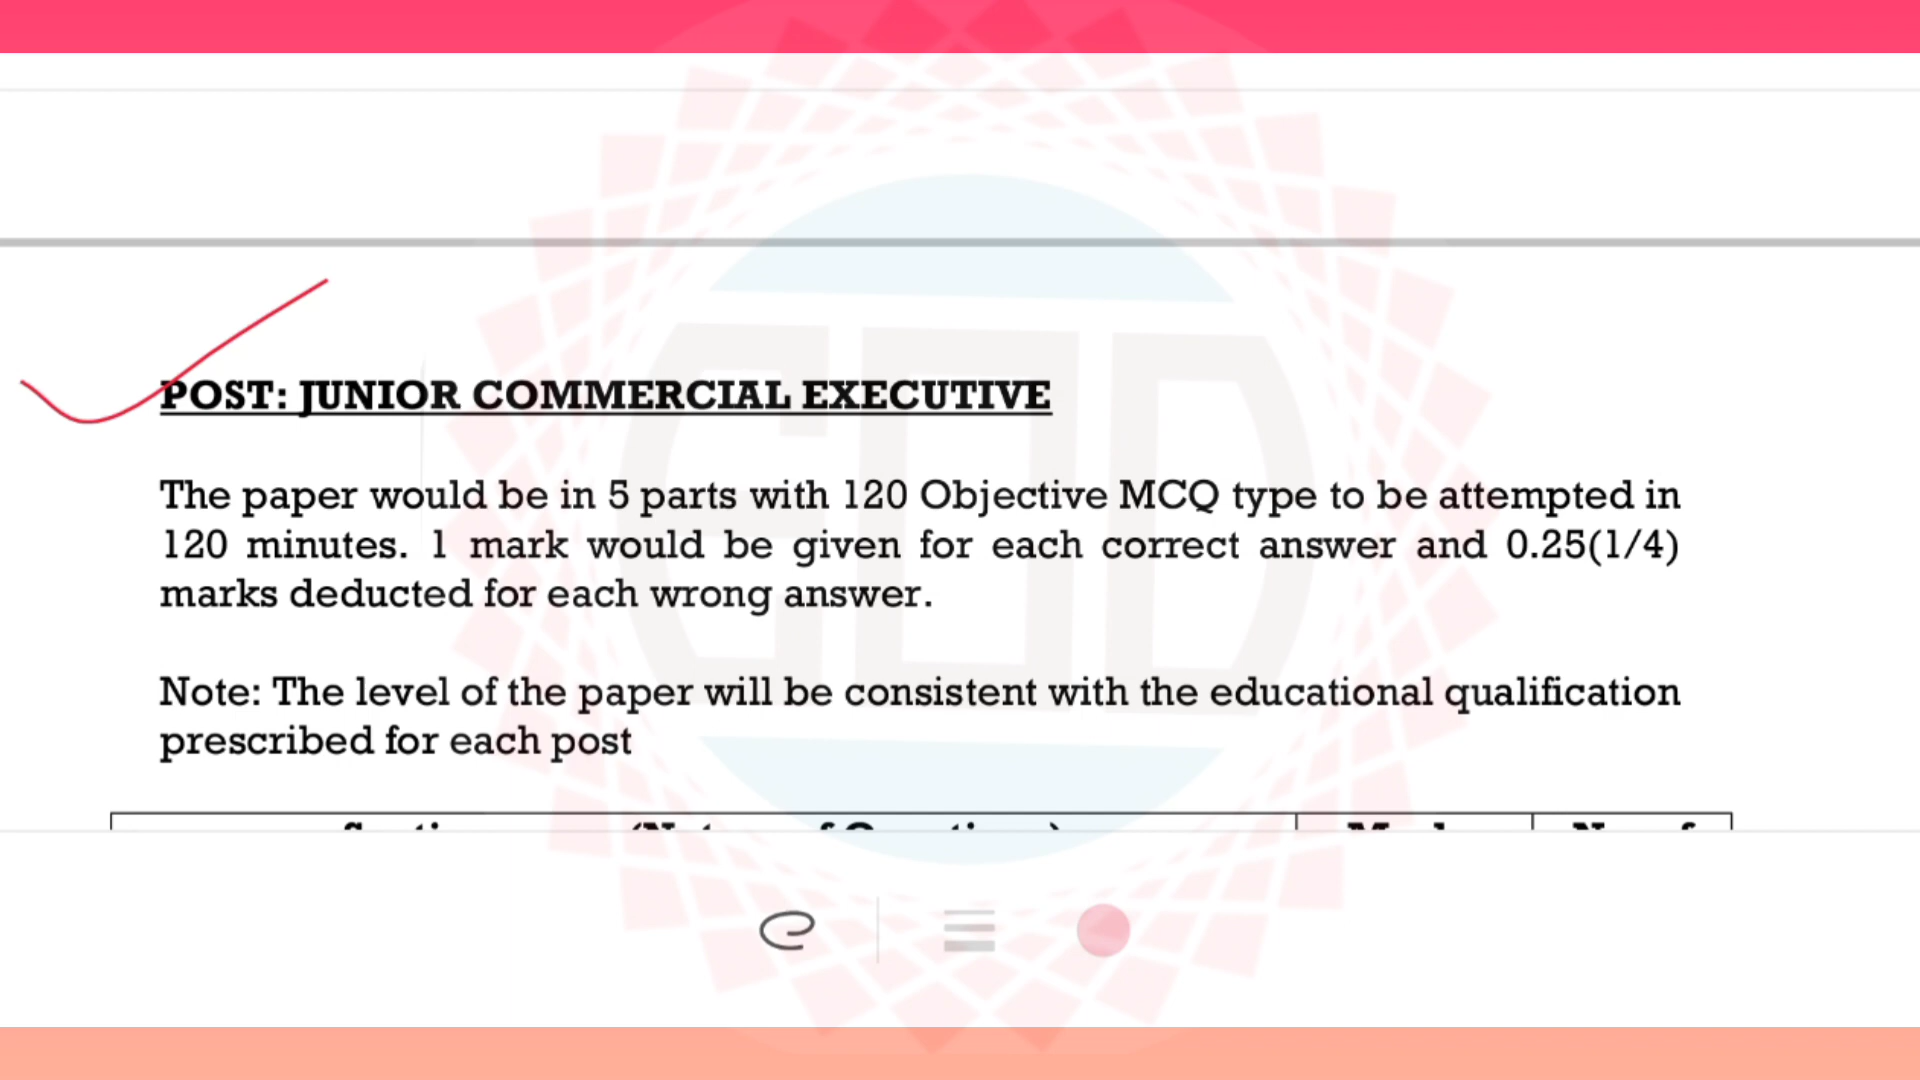 POST: JUNIOR COMMERCIAL EXECUTIVE
The paper would be in 5 parts with 120 Objective MCQ type to be attempted in
120 minutes. 1 mark would be given for each correct answer and 0.25(1/4)
marks deducted for each wrong answer.
Note: The level of the paper will be consistent with the educational qualification
prescribed for each post